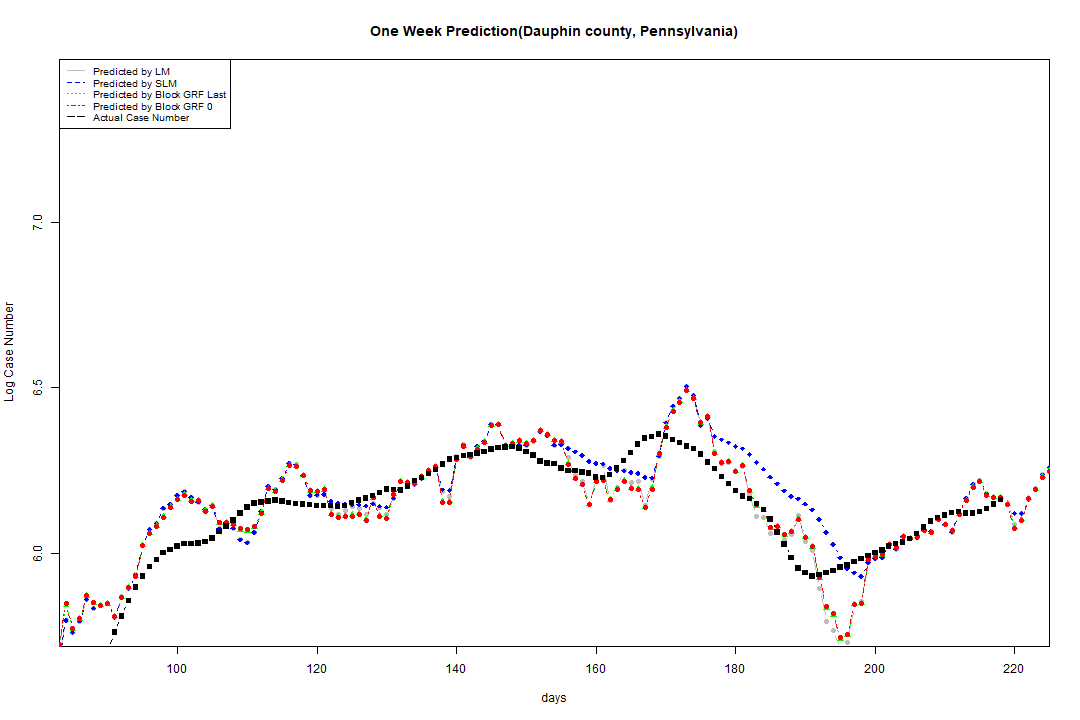 One Week Prediction(Dauphin county, Pennsylvania)
Predicted by LM
Predicted by SLM
Predicted by Block GRF Last
Predicted by Block GRF 0
Actual Case Number
Log Case Number
7.0
6.5
6.0
100 120 140 160 180 200 220
days